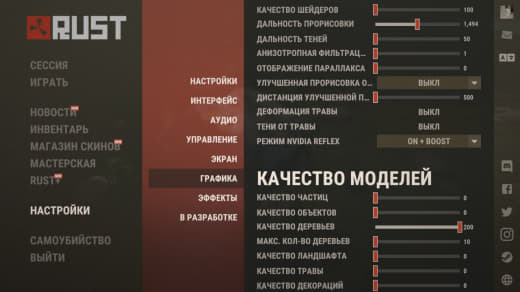 RUST
СЕССИЯ
ИГРАТЬ
НОВОСТИ
ИНВЕНТАРЬ
МАГАЗИН СКИНОВ
МАСТЕРСКАЯ
RUST+
НАСТРОЙКИ
САМОУБИЙСТВО
ВЫЙТИ
НАСТРОЙКИ
ИНТЕРФЕЙС
АУДИО
УПРАВЛЕНИЕ
ЭКРАН
ГРАФИКА
ЭФФЕКТЫ
В РАЗРАБОТКЕ
КАЧЕСТВО ШЕЙДЕРОВ 100
ДАЛЬНОСТЬ ПРОРИСОВКИ 1,494
ДАЛЬНОСТЬ ТЕНЕЙ 50
АНИЗОТРОПНАЯ ФИЛЬТРАЦ... 1
ОТОБРАЖЕНИЕ ПАРАЛЛАКСА 0
УЛУЧШЕННАЯ ПРОРИСОВКА О... ВЫКЛ
ДИСТАНЦИЯ УЛУЧШЕННОЙ П... 500
ДЕФОРМАЦИЯ ТРАВЫ ВЫКЛ
ТЕНИ ОТ ТРАВЫ ВЫКЛ
РЕЖИМ NVIDIA REFLEX ON + BOOST
КАЧЕСТВО МОДЕЛЕЙ
КАЧЕСТВО ЧАСТИЦ 0
КАЧЕСТВО ОБЪЕКТОВ 0
КАЧЕСТВО ДЕРЕВЬЕВ 200
МАКС. КОЛ-ВО ДЕРЕВЬЕВ 10
КАЧЕСТВО ЛАНДШАФТА 0
КАЧЕСТВО ТРАВЫ 0
КАЧЕСТВО ДЕКОРАЦИЙ 0